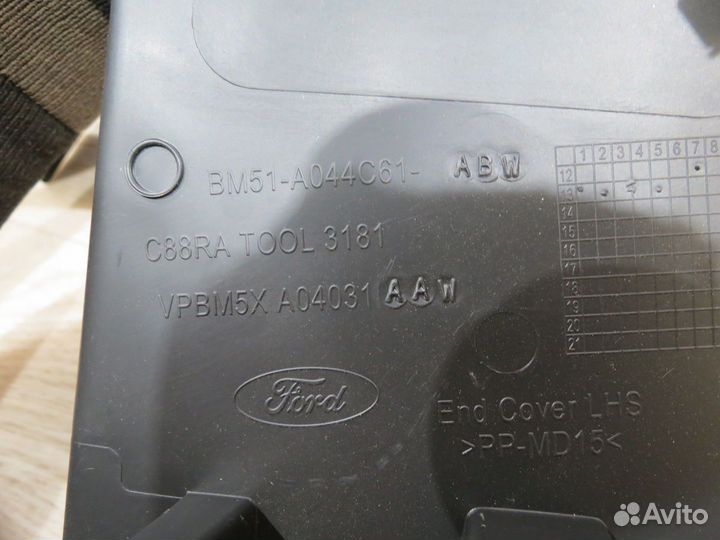 BM51-A044C61- ABW
C88RA TOOL 3181
VPBM5X A04031 AAW
Ford
End Cover LHS
>PP-MD15<
1 2 3 4 5 6 7 8
12
13
14
15
16
17
18
19
20
21
Avito